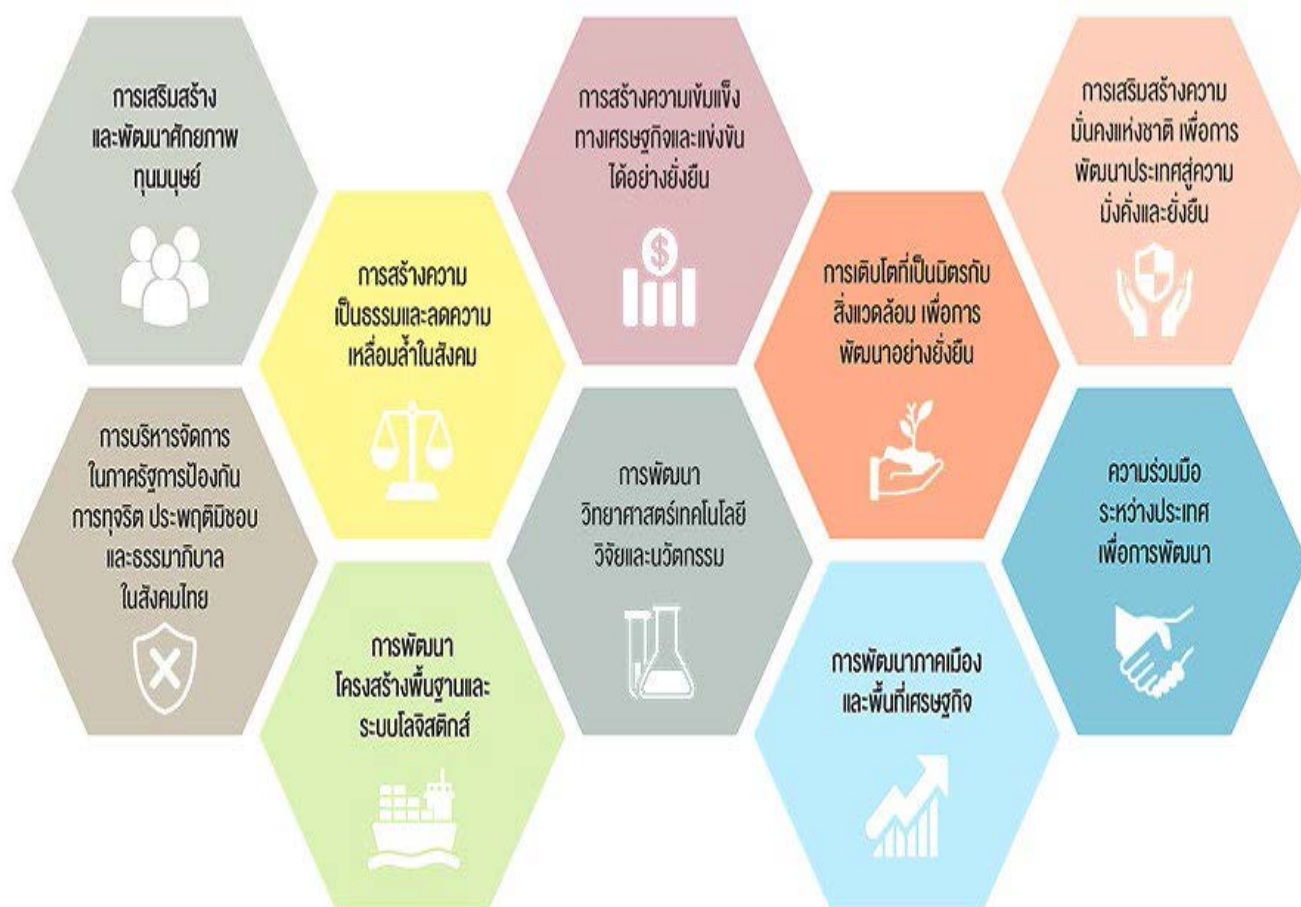 การเสริมสร้าง
และพัฒนาศักยภาพ
ทุนมนุษย์
การสร้างความ
เป็นธรรมและลดความ
เหลื่อมล้ำในสังคม
การสร้างความเข้มแข็ง
ทางเศรษฐกิจและแข่งขัน
ได้อย่างยั่งยืน
การเติบโตที่เป็นมิตรกับ
สิ่งแวดล้อม เพื่อการ
พัฒนาอย่างยั่งยืน
การเสริมสร้างความ
มั่นคงแห่งชาติ เพื่อการ
พัฒนาประเทศสู่ความ
มั่งคั่งและยั่งยืน
การบริหารจัดการ
ในภาครัฐการป้องกัน
การทุจริต ประพฤติมิชอบ
และธรรมาภิบาล
ในสังคมไทย
การพัฒนา
โครงสร้างพื้นฐานและ
ระบบโลจิสติกส์
การพัฒนา
วิทยาศาสตร์เทคโนโลยี
วิจัยและนวัตกรรม
การพัฒนาภาคเมือง
และพื้นที่เศรษฐกิจ
ความร่วมมือ
ระหว่างประเทศ
เพื่อการพัฒนา